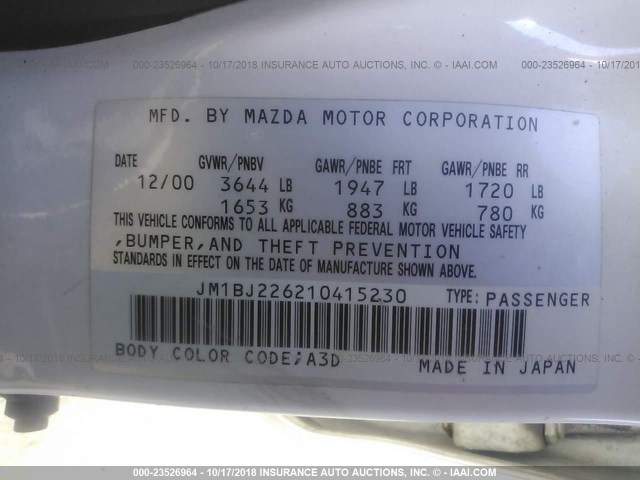 000-23526964 - 10/17/2018 INSURANCE AUTO AUCTIONS, INC. © - IAAI.COM
MFD. BY MAZDA MOTOR CORPORATION
DATE GVWR/PNBV GAWR/PNBE FRT GAWR/PNBE RR
12/00 3644 LB 1947 LB 1720 LB
1653 KG 883 KG 780 KG
THIS VEHICLE CONFORMS TO ALL APPLICABLE FEDERAL MOTOR VEHICLE SAFETY
,BUMPER,AND THEFT PREVENTION
STANDARDS IN EFFECT ON THE DATE OF MANUFACTURE SHOWN ABOVE.
JM1BJ226210415230 TYPE: PASSENGER
BODY COLOR CODE;A3D
MADE IN JAPAN
000-23526964 - 10/17/2018 INSURANCE AUTO AUCTIONS, INC. © - IAAI.COM